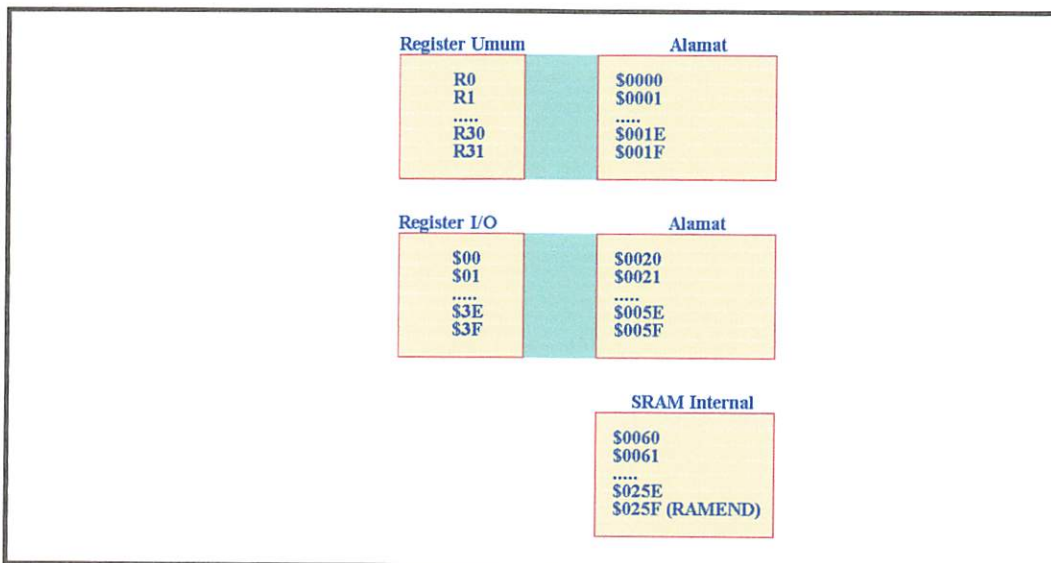 Register Umum Alamat
R0 $0000
R1 $0001
..... .....
R30 $001E
R31 $001F
Register I/O Alamat
$00 $0020
$01 $0021
..... .....
$3E $005E
$3F $005F
SRAM Internal
$0060
$0061
.....
$025E
$025F (RAMEND)